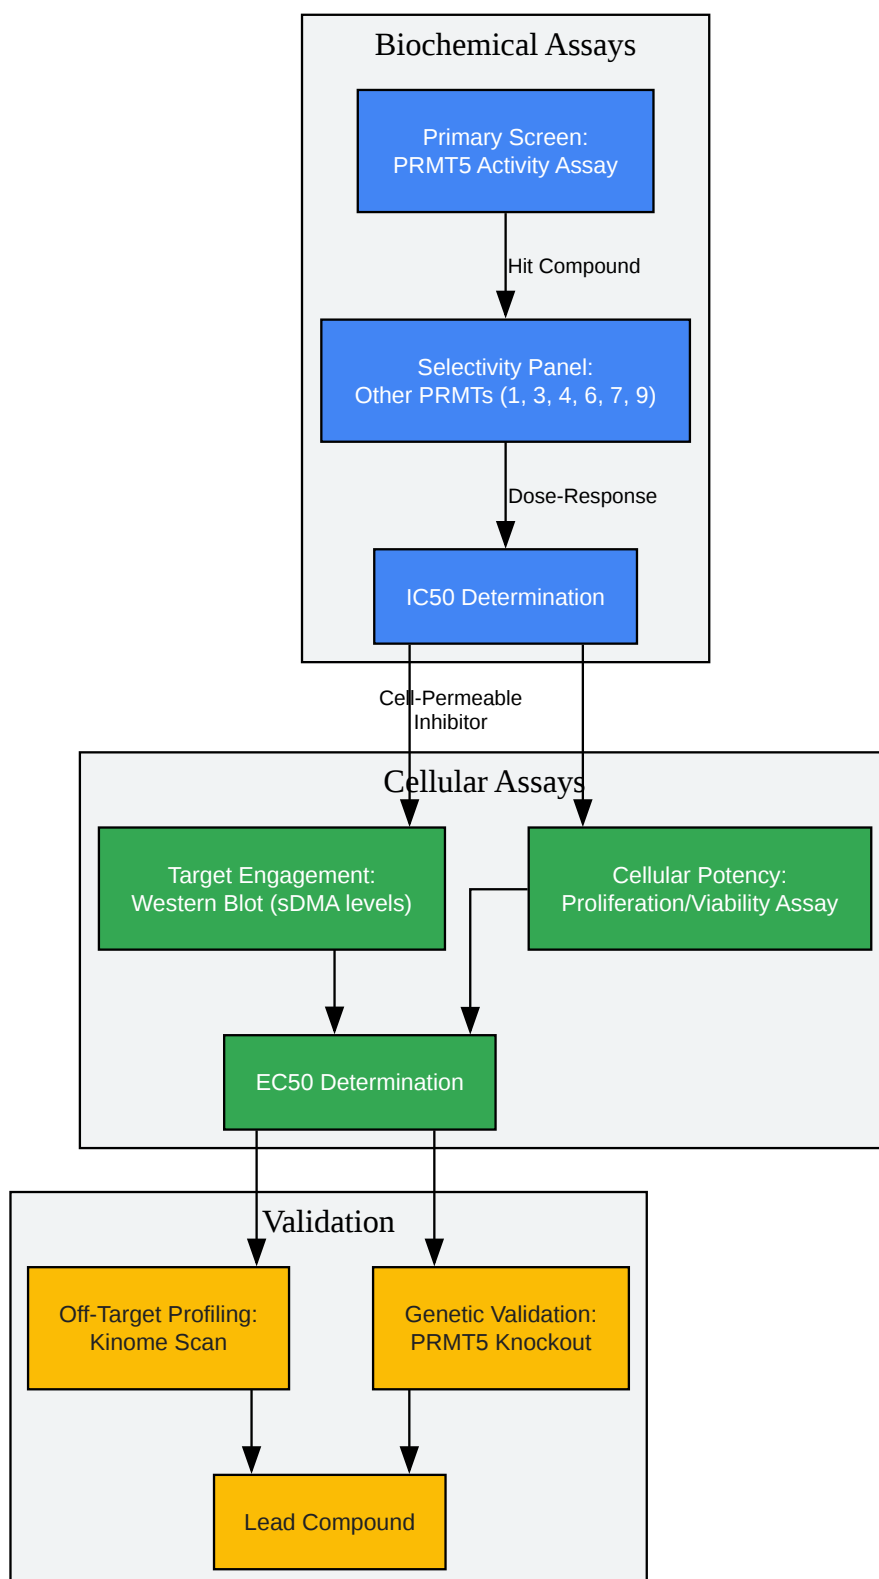 Biochemical Assays
Primary Screen:
PRMT5 Activity Assay
Hit Compound
Selectivity Panel:
Other PRMTs (1, 3, 4, 6, 7, 9)
Dose-Response
IC50 Determination
Cell-Permeable
Inhibitor
Cellular Assays
Target Engagement:
Western Blot (sDMA levels)
Cellular Potency:
Proliferation/Viability Assay
EC50 Determination
Validation
Off-Target Profiling:
Kinome Scan
Genetic Validation:
PRMT5 Knockout
Lead Compound